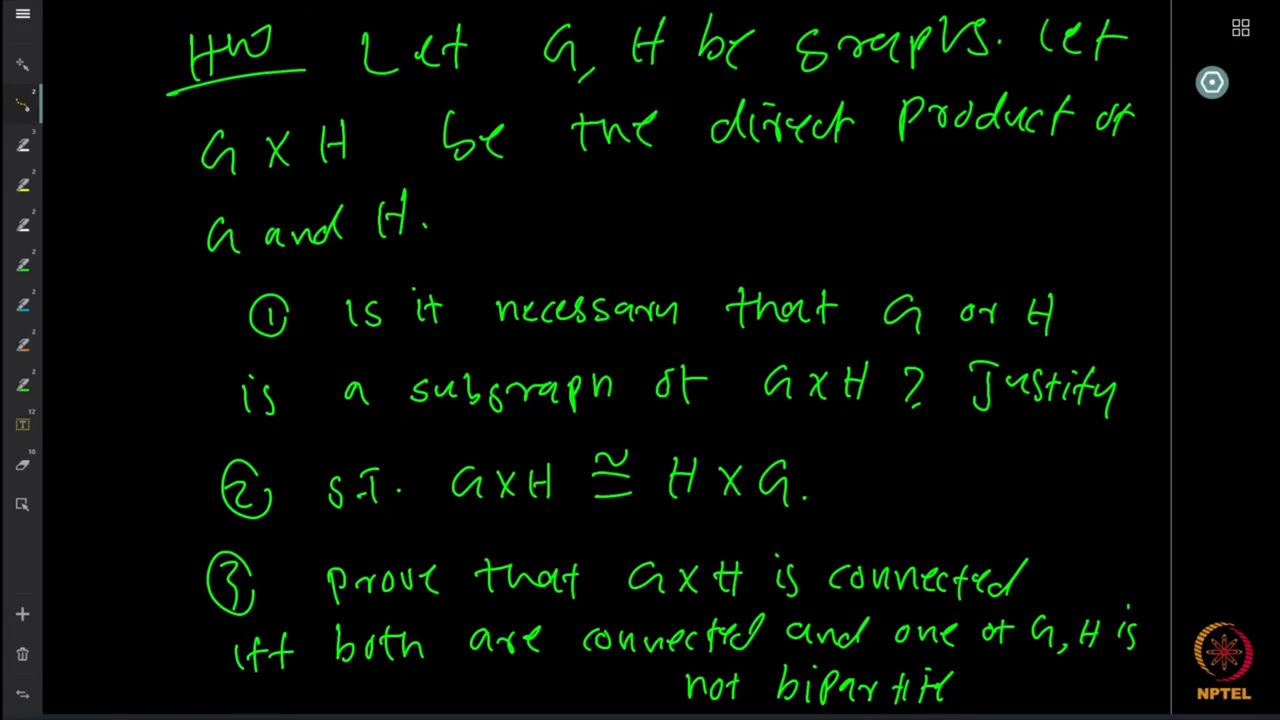 HW Let G, H be graphs. Let
G X H be the direct product of
G and H.
① Is it necessary that G or H
is a subgraph of G X H ? Justify
② S.T. G X H ≅ H X G.
③ Prove that G X H is connected
iff both are connected and one of G, H is
not bipartite
NPTEL